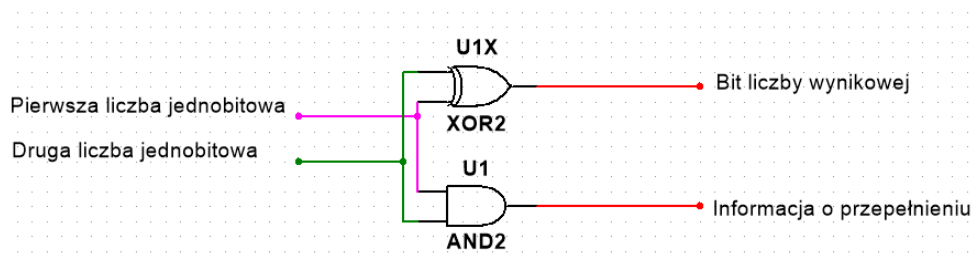 U1X
Pierwsza liczba jednobitowa
Bit liczby wynikowej
XOR2
Druga liczba jednobitowa
U1
Informacja o przepełnieniu
AND2